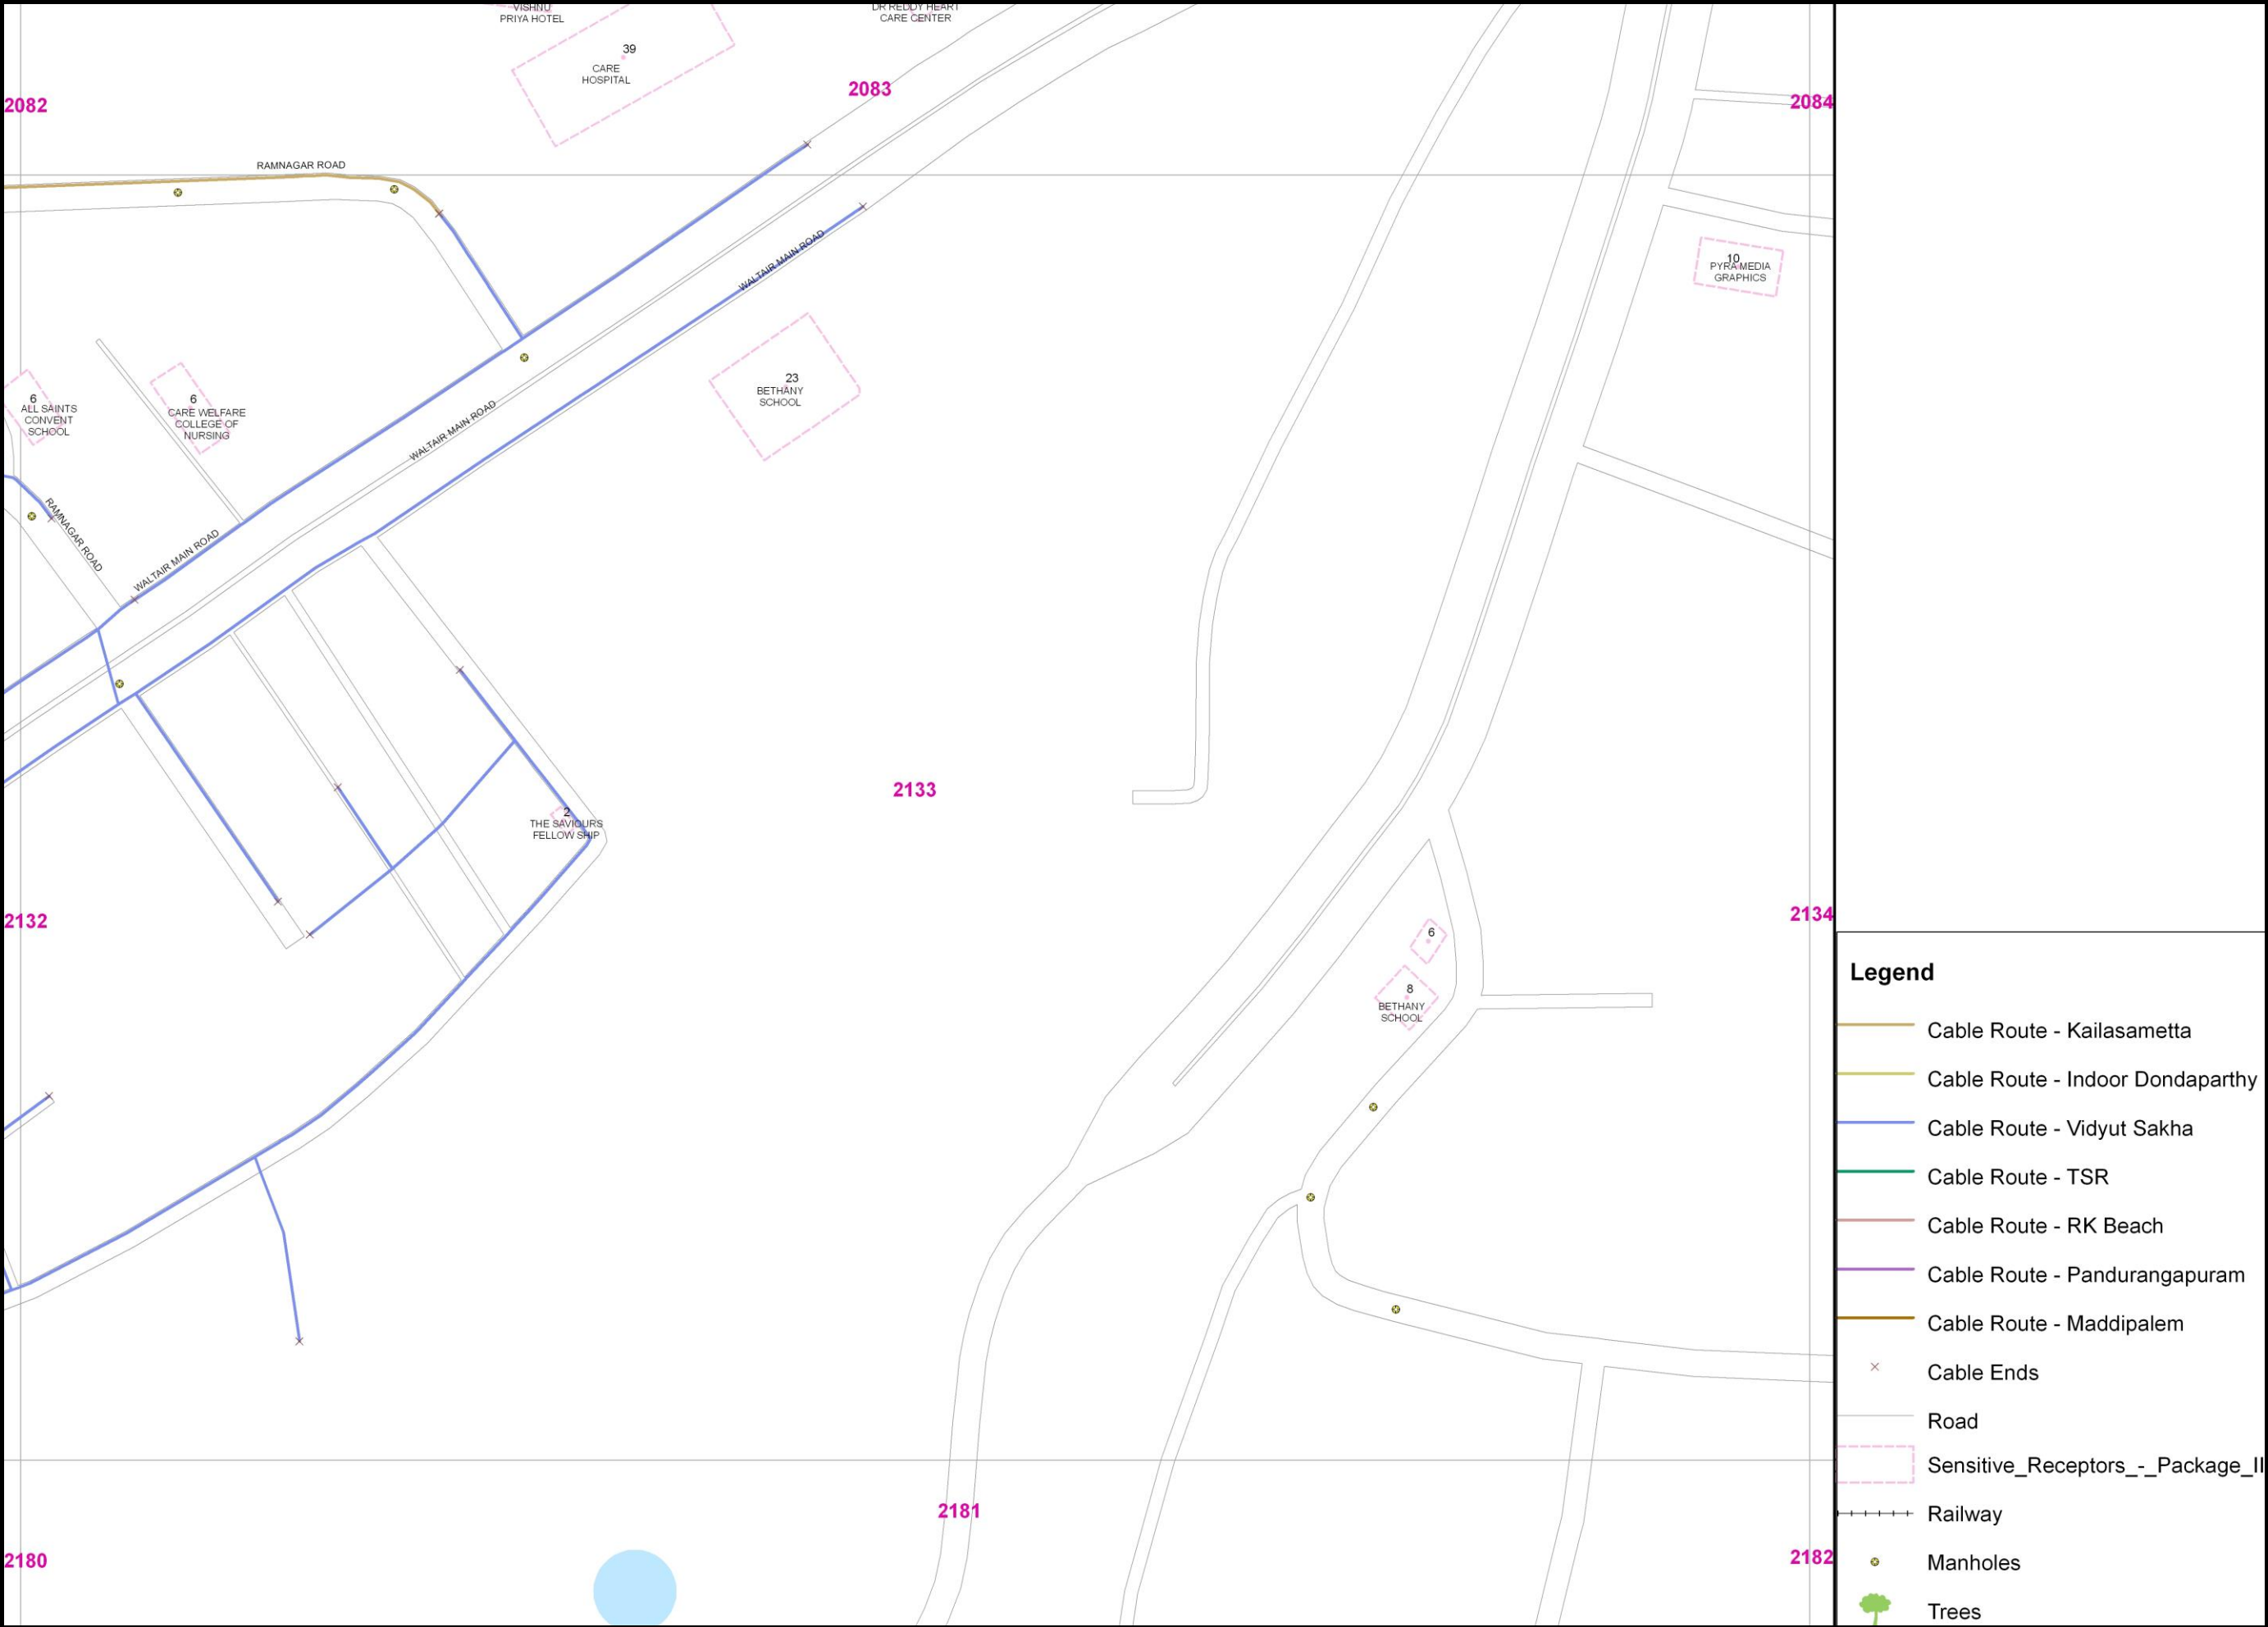 VISHNU
PRIYA HOTEL
DR REDDY HEART
CARE CENTER
39
CARE
HOSPITAL
2082
2083
2084
RAMNAGAR ROAD
WALTAIR MAIN ROAD
10
PYRA MEDIA
GRAPHICS
23
BETHANY
SCHOOL
6
ALL SAINTS
CONVENT
SCHOOL
6
CARE WELFARE
COLLEGE OF
NURSING
WALTAIR MAIN ROAD
RAMNAGAR ROAD
WALTAIR MAIN ROAD
2133
2
THE SAVIOURS
FELLOW SHIP
2132
2134
6
8
BETHANY
SCHOOL
2181
2180
2182
Legend
Cable Route - Kailasametta
Cable Route - Indoor Dondaparthy
Cable Route - Vidyut Sakha
Cable Route - TSR
Cable Route - RK Beach
Cable Route - Pandurangapuram
Cable Route - Maddipalem
Cable Ends
Road
Sensitive_Receptors_-_Package_II
Railway
Manholes
Trees